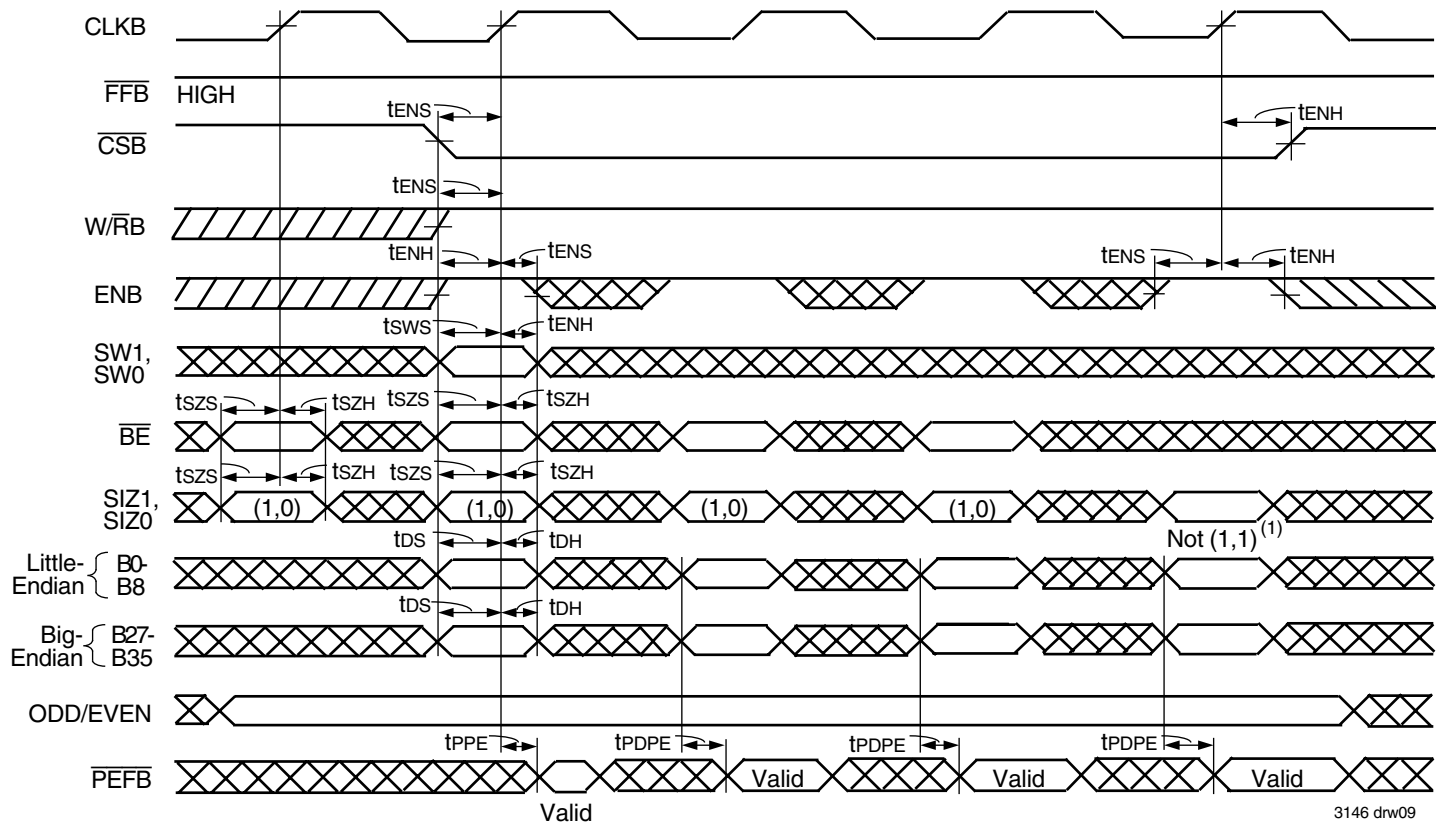 CLKB
FFB HIGH
tENS tENH
CSB
tENS
W/RB
tENH tENS tENS tENH
ENB
tSWS tENH
SW1,
SW0
tSZS tSZH tSZS tSZH
BE
tSZS tSZH tSZS tSZH
SIZ1,
SIZ0
(1,0) (1,0) (1,0) (1,0)
Not (1,1) (1)
tDS tDH
Little-
Endian
B0-
B8
tDS tDH
Big-
Endian
B27-
B35
ODD/EVEN
tPPE tPDPE tPDPE tPDPE
PEFB
Valid Valid Valid
Valid
3146 drw09